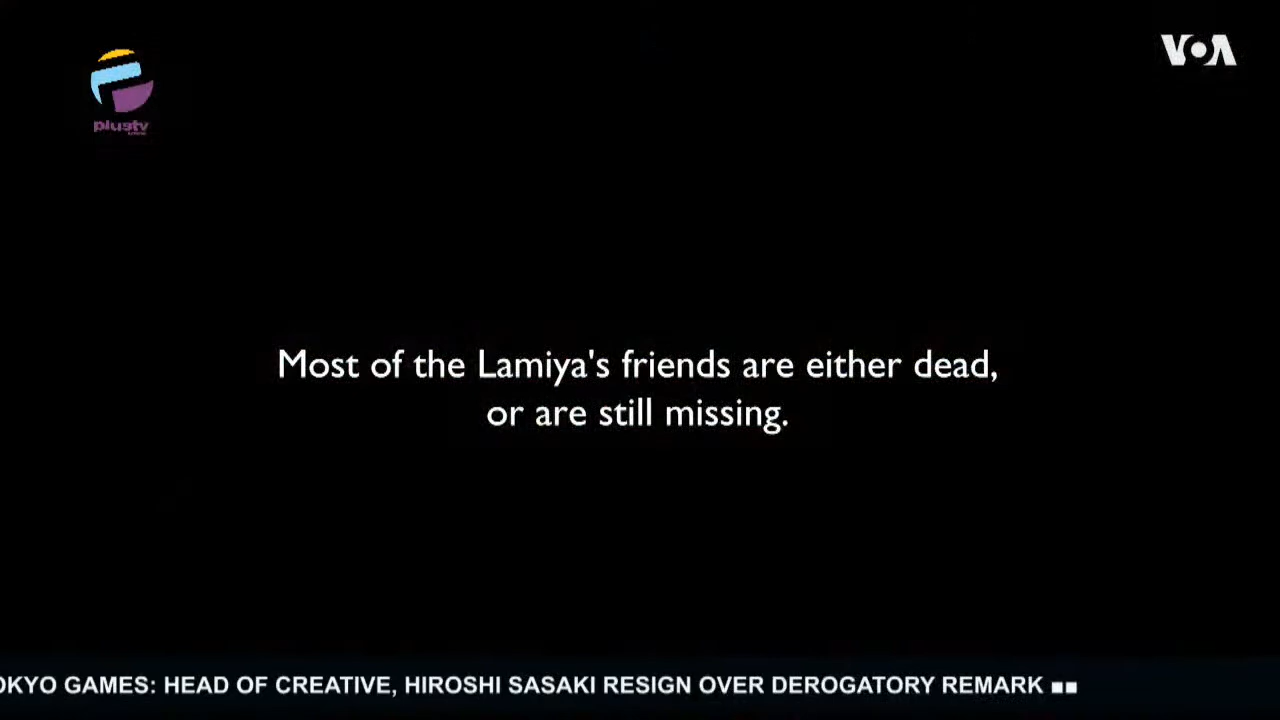 VOA
plustv
Most of the Lamiya's friends are either dead,
or are still missing.
OKYO GAMES: HEAD OF CREATIVE, HIROSHI SASAKI RESIGN OVER DEROGATORY REMARK